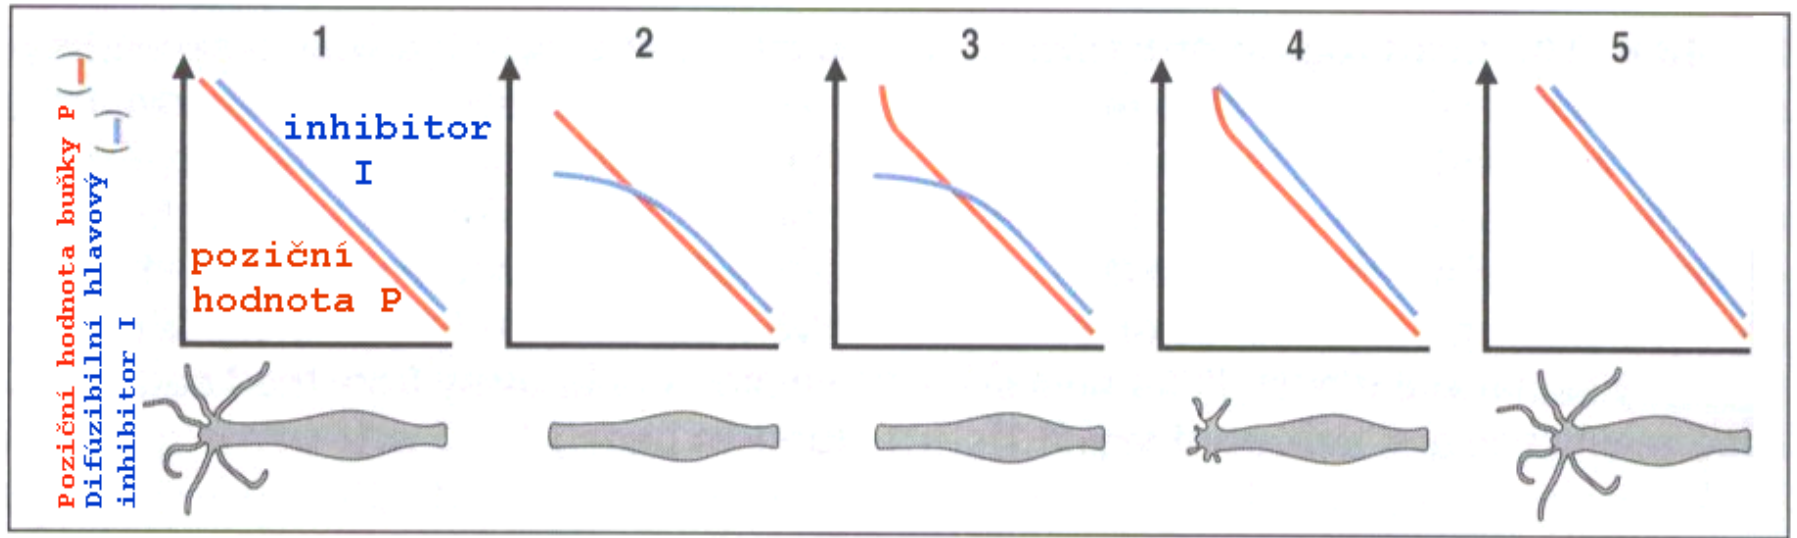 1
2
3
4
5
Poziční hodnota buňky P (—)
Difúzibilní hlavový (—)
inhibitor I
inhibitor
I
poziční
hodnota P